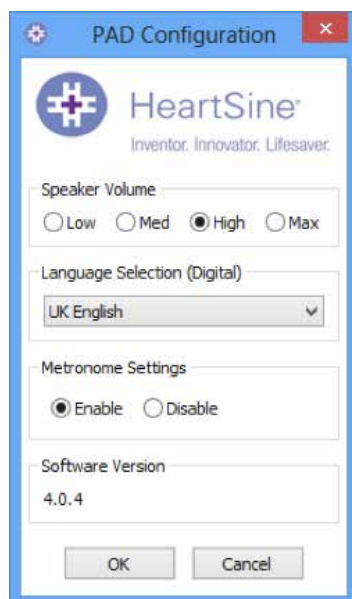 PAD Configuration
HeartSine
Inventor. Innovator. Lifesaver.
Speaker Volume
Low Med High Max
Language Selection (Digital)
UK English
Metronome Settings
Enable Disable
Software Version
4.0.4
OK Cancel